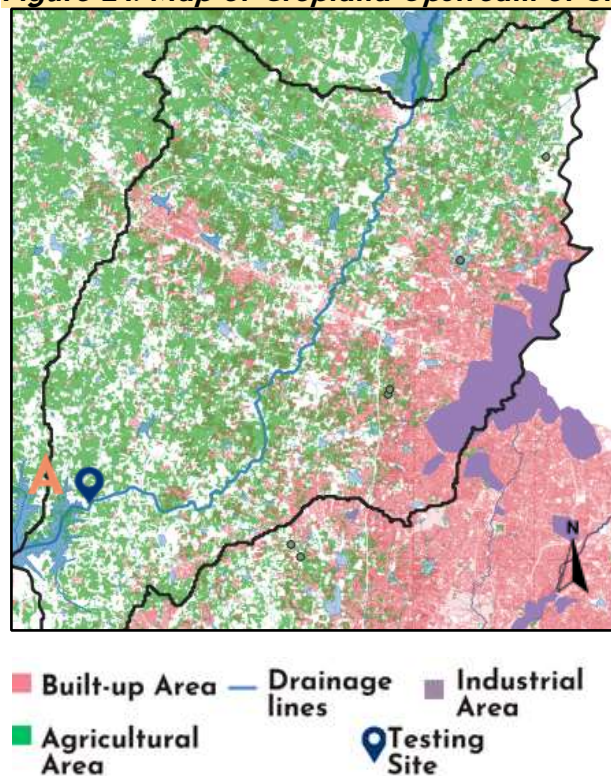 A
N
Built-up Area
Drainage lines
Industrial Area
Agricultural Area
Testing Site